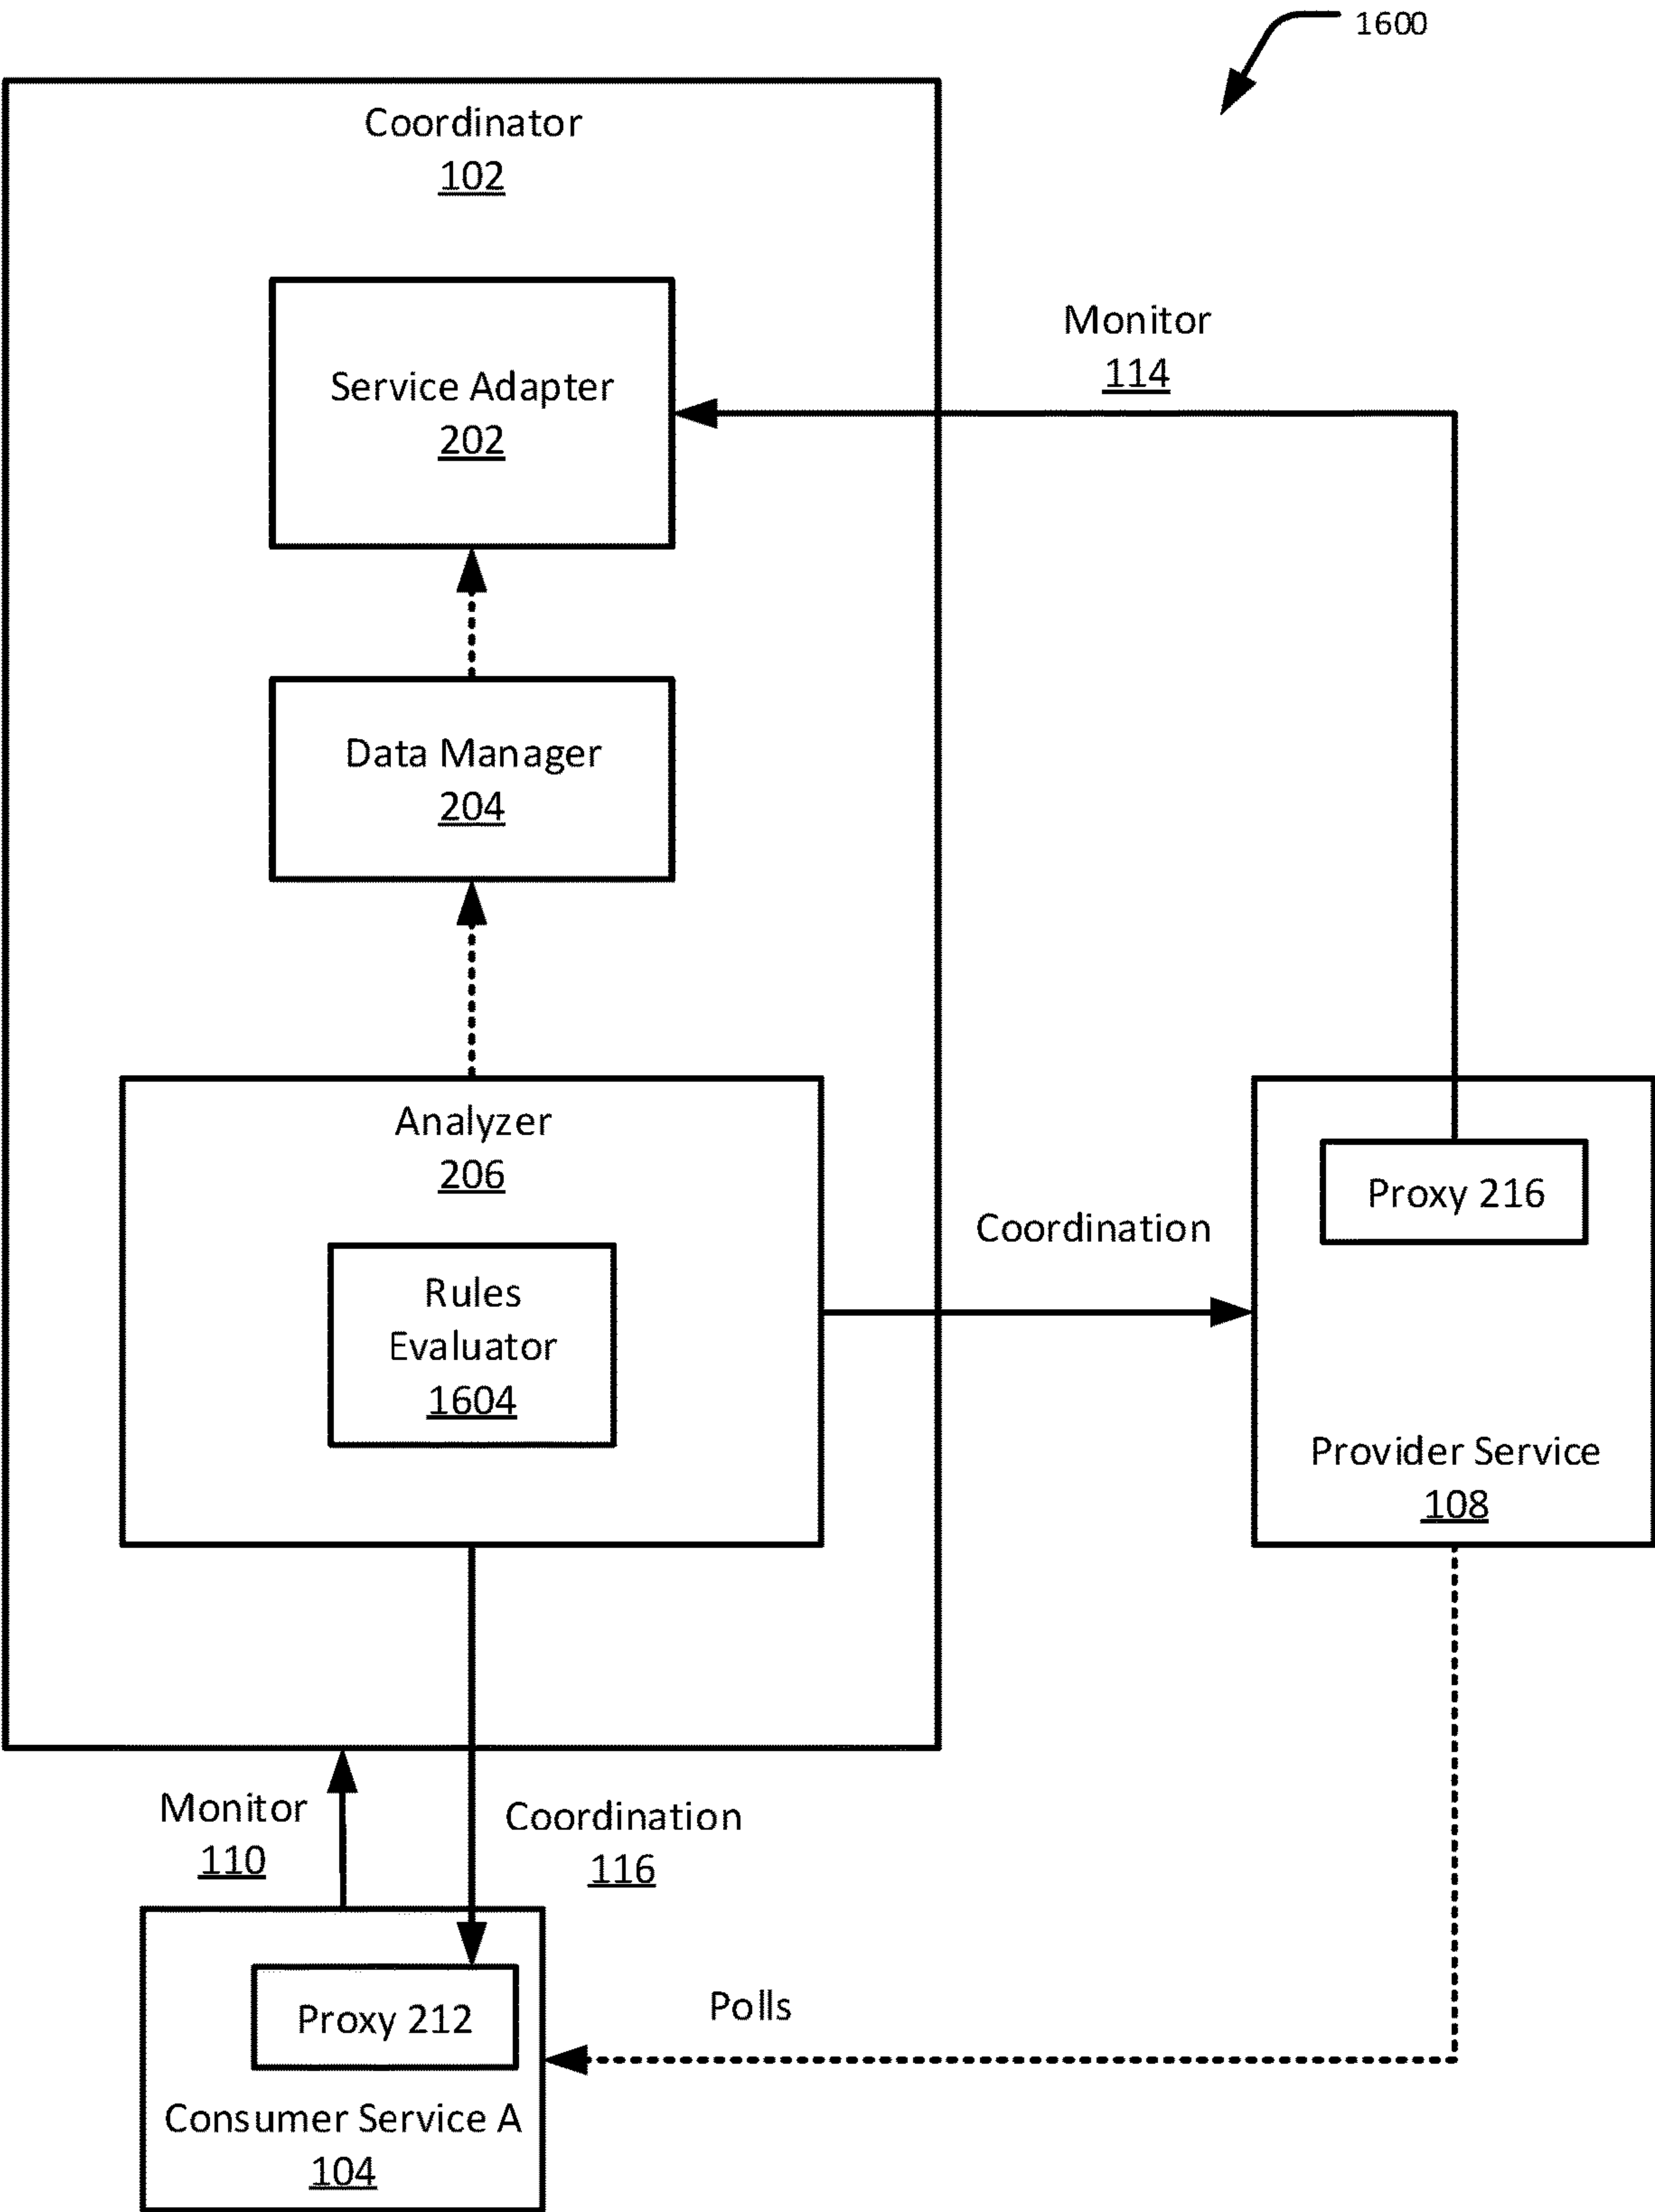 1600
Coordinator
102
Service Adapter
202
Monitor
114
Data Manager
204
Analyzer
206
Rules
Evaluator
1604
Coordination
Proxy 216
Provider Service
108
Monitor
110
Coordination
116
Proxy 212
Consumer Service A
104
Polls